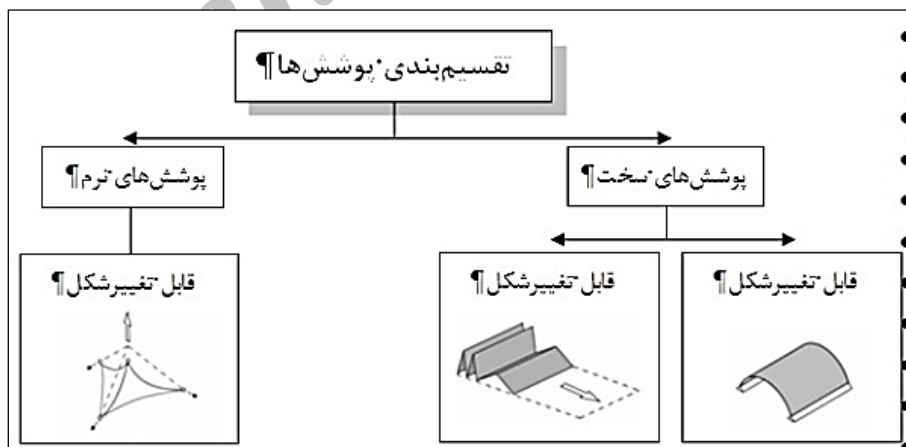 تقسیم‌بندی پوشش‌ها¶
پوشش‌های سخت¶
پوشش‌های نرم¶
قابل تغییرشکل¶
قابل تغییرشکل¶
قابل تغییرشکل¶